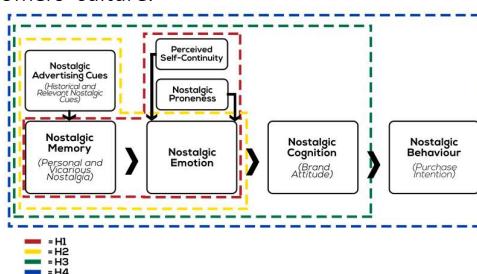 Perceived
Self-Continuity
Nostalgic
Advertising Cues
(Historical and
Relevant Nostalgic
Cues)
Nostalgic
Proneness
Nostalgic
Memory
(Personal and
Vicarious
Nostalgia)
Nostalgic
Emotion
Nostalgic
Cognition
(Brand
Attitude)
Nostalgic
Behaviour
(Purchase
Intention)
= H1
= H2
= H3
= H4